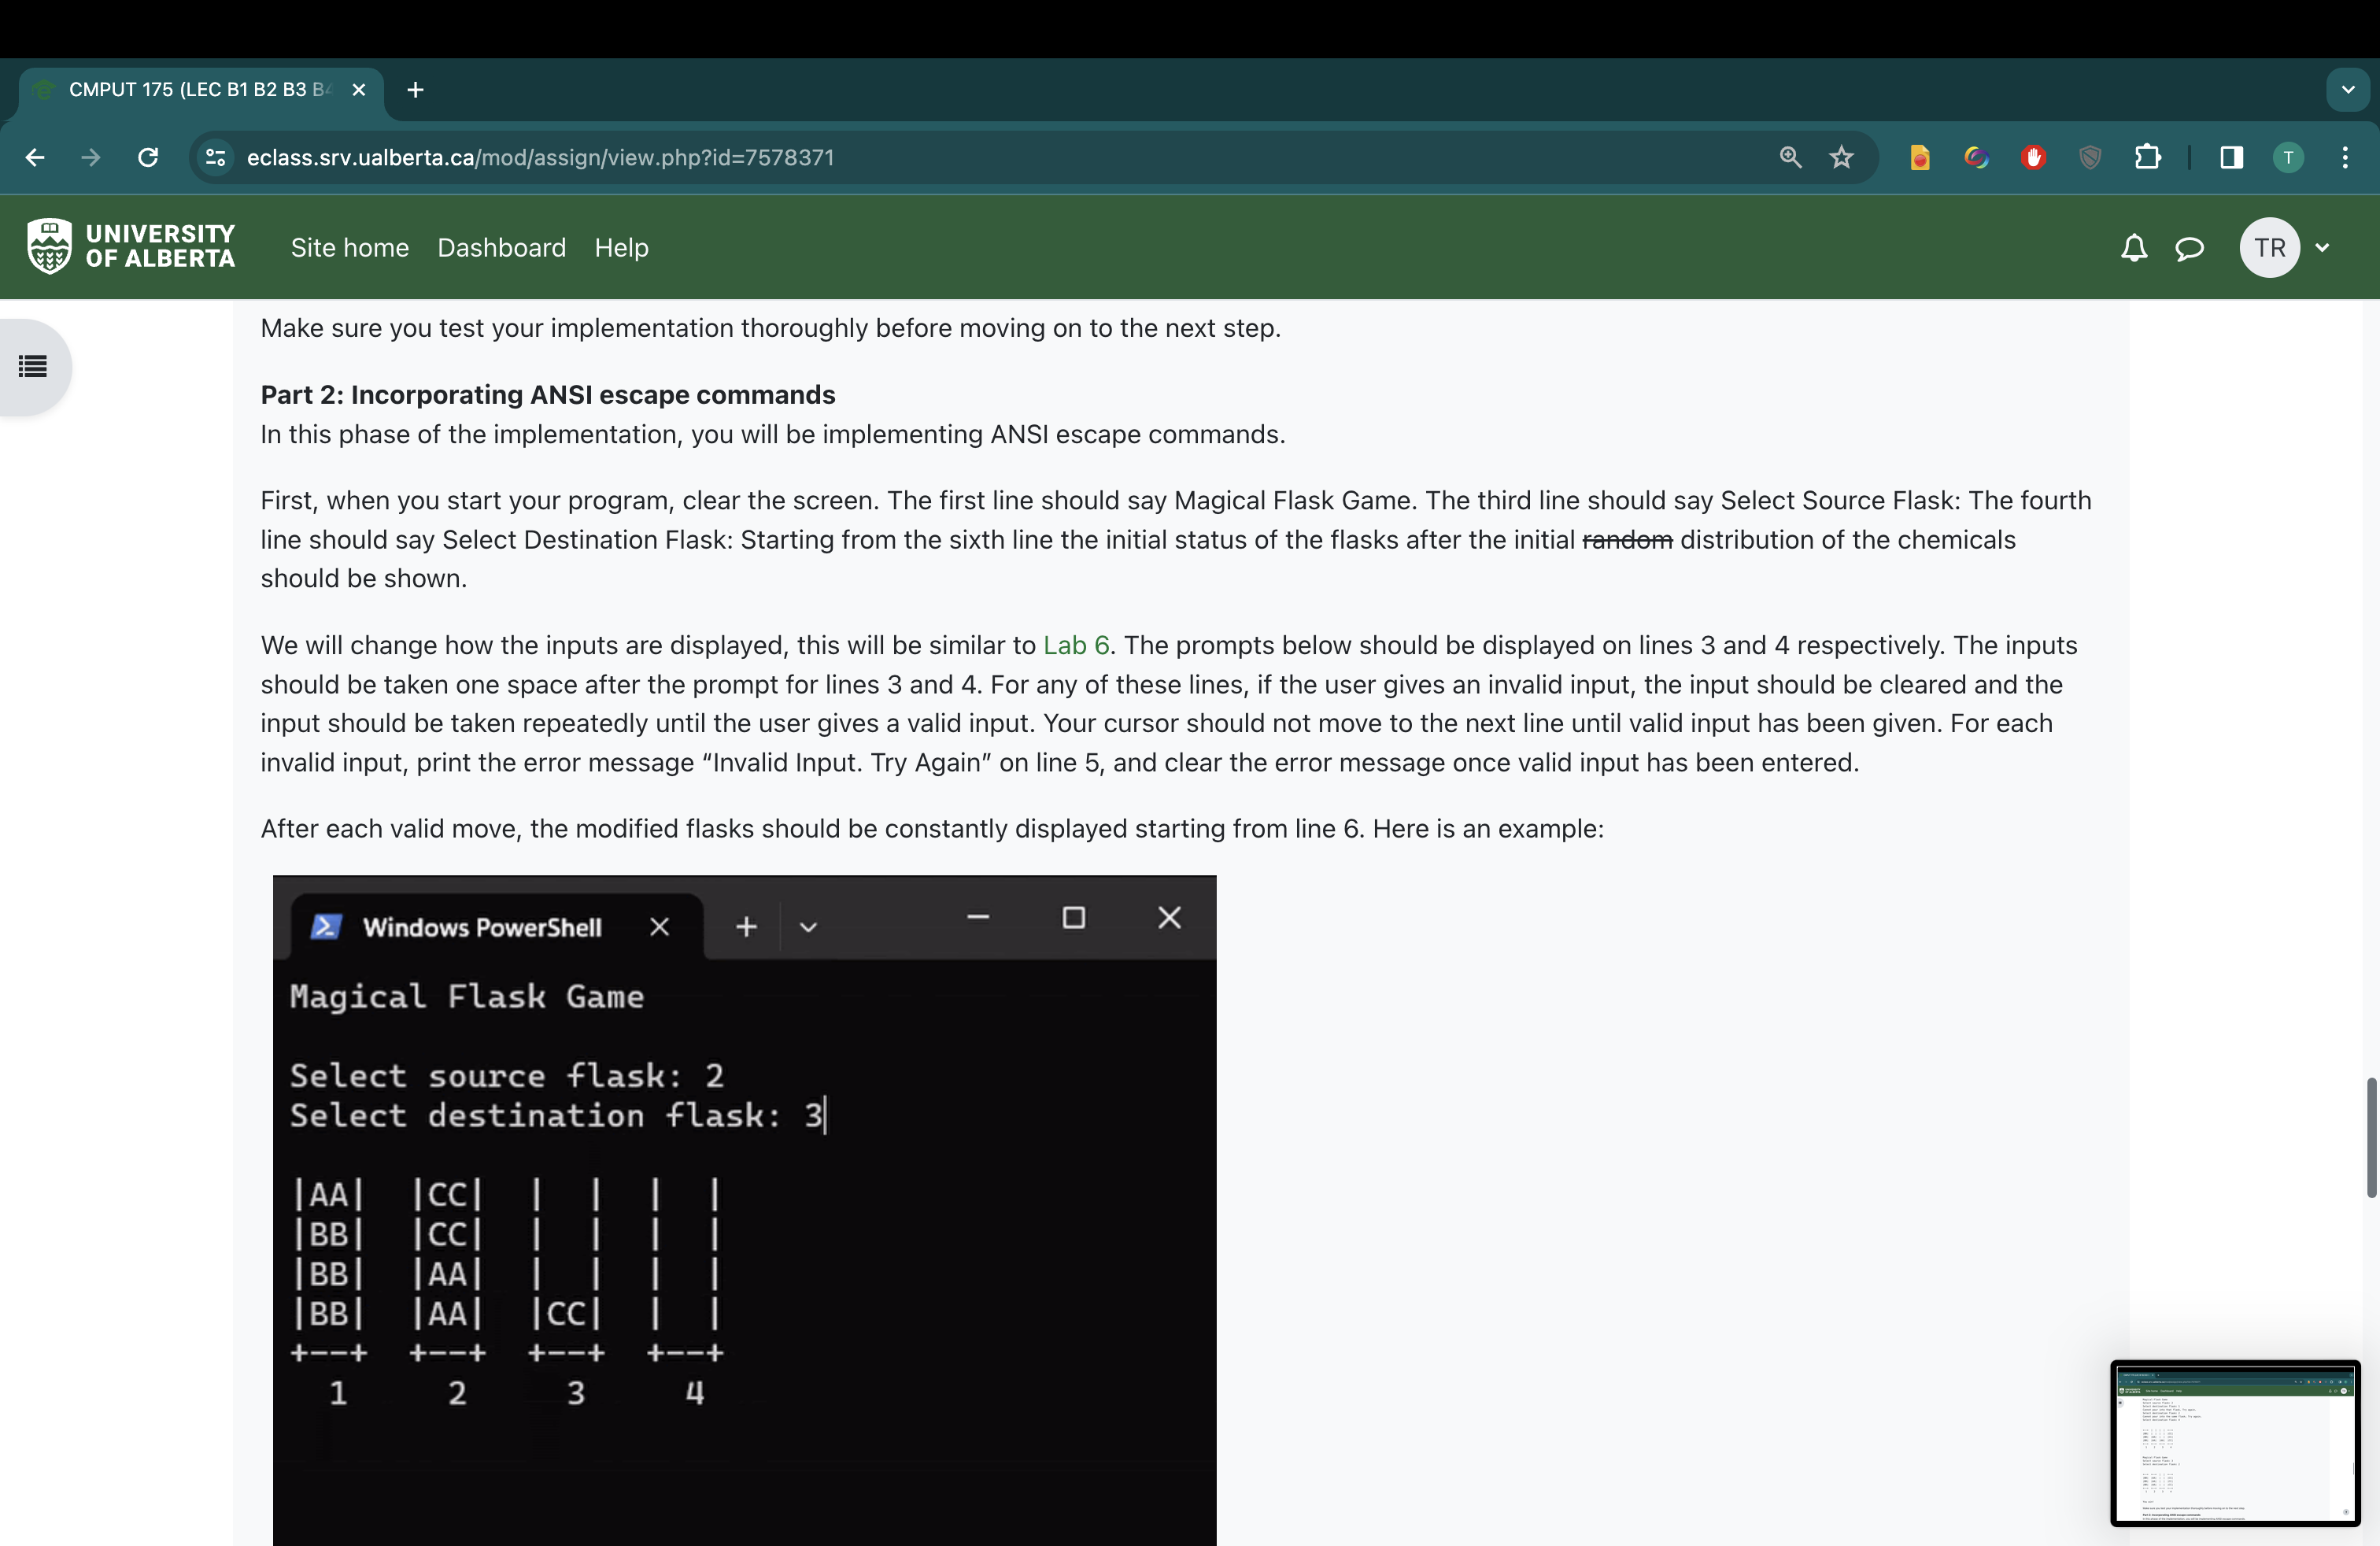 CMPUT 175 (LEC B1 B2 B3 B4
eclass.srv.ualberta.ca/mod/assign/view.php?id=7578371
T
UNIVERSITY
OF ALBERTA
Site home Dashboard Help
TR
Make sure you test your implementation thoroughly before moving on to the next step.
Part 2: Incorporating ANSI escape commands
In this phase of the implementation, you will be implementing ANSI escape commands.
First, when you start your program, clear the screen. The first line should say Magical Flask Game. The third line should say Select Source Flask: The fourth
line should say Select Destination Flask: Starting from the sixth line the initial status of the flasks after the initial random distribution of the chemicals
should be shown.
We will change how the inputs are displayed, this will be similar to Lab 6. The prompts below should be displayed on lines 3 and 4 respectively. The inputs
should be taken one space after the prompt for lines 3 and 4. For any of these lines, if the user gives an invalid input, the input should be cleared and the
input should be taken repeatedly until the user gives a valid input. Your cursor should not move to the next line until valid input has been given. For each
invalid input, print the error message “Invalid Input. Try Again” on line 5, and clear the error message once valid input has been entered.
After each valid move, the modified flasks should be constantly displayed starting from line 6. Here is an example:
Windows PowerShell
Magical Flask Game
Select source flask: 2
Select destination flask: 3
|AA|  |CC|  |  |  |  |
|BB|  |CC|  |  |  |  |
|BB|  |AA|  |  |  |  |
|BB|  |AA|  |CC|  |  |
+--+  +--+  +--+  +--+
1     2     3     4